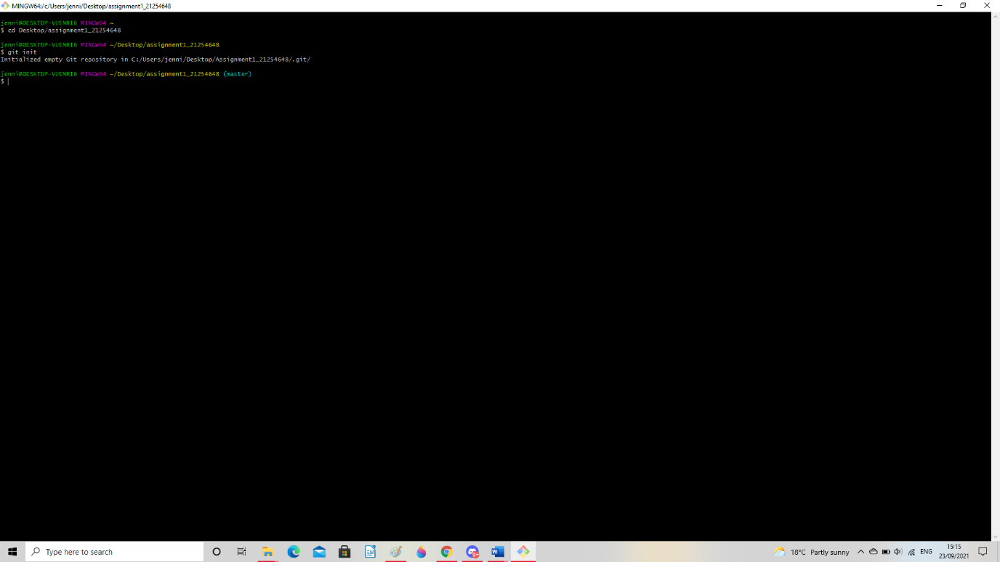 MINGW64:/c/Users/jenni/Desktop/assignment1_21254648
jenni@DESKTOP-VUENRI6 MINGW64 ~
$ cd Desktop/assignment1_21254648
jenni@DESKTOP-VUENRI6 MINGW64 ~/Desktop/assignment1_21254648
$ git init
Initialized empty Git repository in C:/Users/jenni/Desktop/Assignment1_21254648/.git/
jenni@DESKTOP-VUENRI6 MINGW64 ~/Desktop/assignment1_21254648 (master)
$
Type here to search
18°C Partly sunny
ENG
15:15
23/09/2021